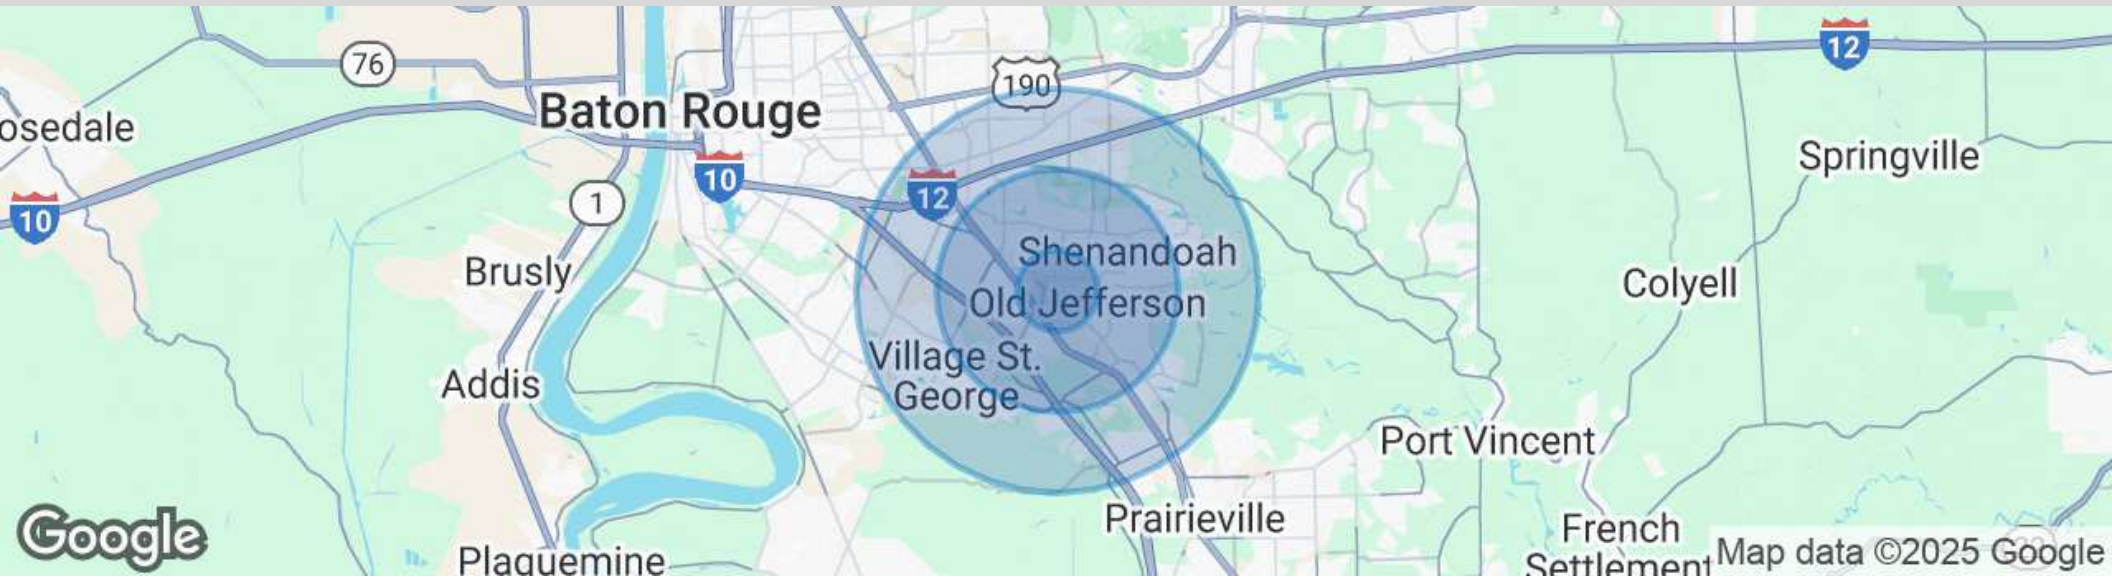 12
76
190
Baton Rouge
osedale
Springville
10
12
1
10
Shenandoah
Brusly
Colyell
Old Jefferson
Village St.
George
Addis
Port Vincent
Prairieville
French
Settlement
Google
Plaquemine
Map data ©2025 Google